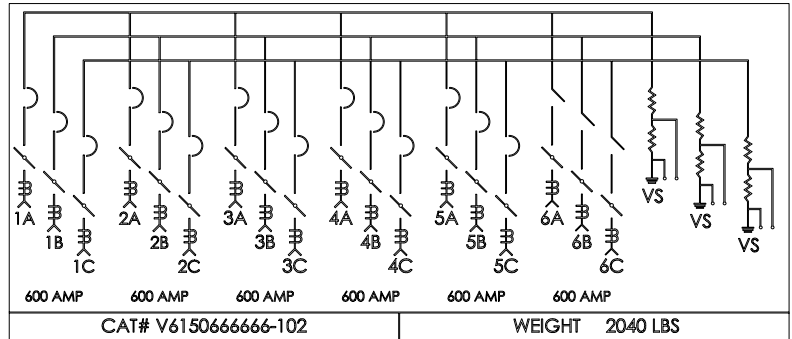 VS
VS
VS
1A 2A 3A 4A 5A 6A
1B 2B 3B 4B 5B 6B
1C 2C 3C 4C 5C 6C
600 AMP 600 AMP 600 AMP 600 AMP 600 AMP 600 AMP
CAT# V6150666666-102 WEIGHT 2040 LBS